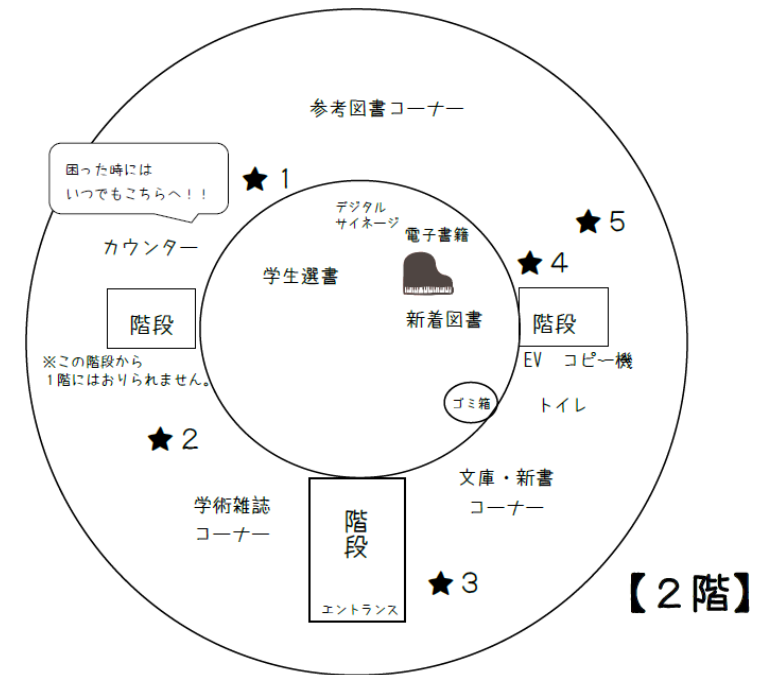 参考図書コーナー
困った時には
いつでもこちらへ！！
★１
デジタル
サイネージ
電子書籍
★５
カウンター
学生選書
★４
新着図書
階段
階段
※この階段から
１階にはおりられません。
EV　コピー機
ゴミ箱
トイレ
★２
文庫・新書
コーナー
学術雑誌
コーナー
階段
エントランス
★３
【２階】